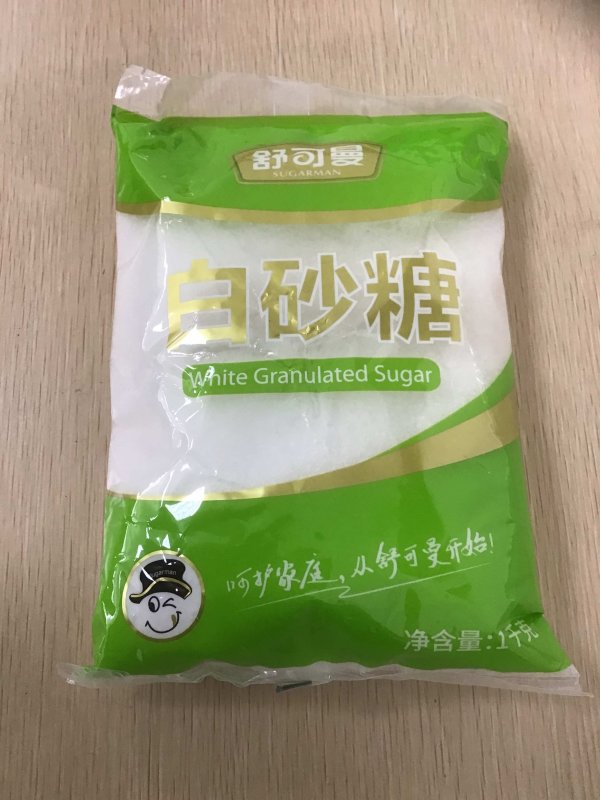 舒可曼
SUGARMAN
白砂糖
White Granulated Sugar
sugarman
呵护家庭，从舒可曼开始！
净含量：1千克